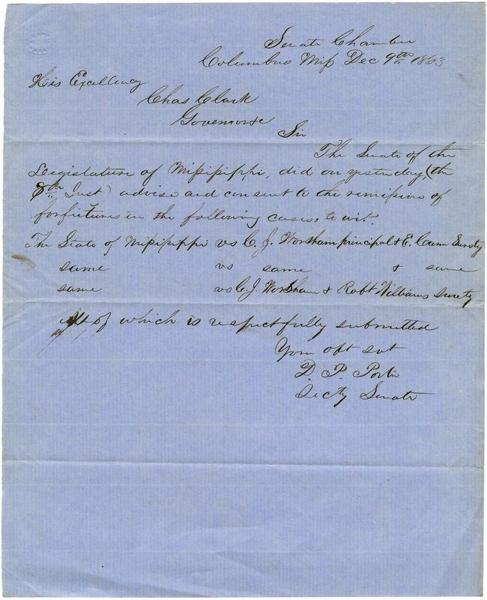 Senate Chamber
Columbus Miss Dec 9th 1863
His Excellency
Chas Clark
Governor &c
Sir
The Senate of the
Legislature of Mississippi, did on yesterday, (the
8th Inst) advise and consent to the remission of
forfeitures in the following cases, to wit:
The State of Mississippi vs C. J. Worsham principal & E. Cann Surety
same vs same & same
same vs C. J. Worsham & Robt Williams Surety
All of which is respectfully submitted
Your obt svt
D. P. Porter
Secty Senate